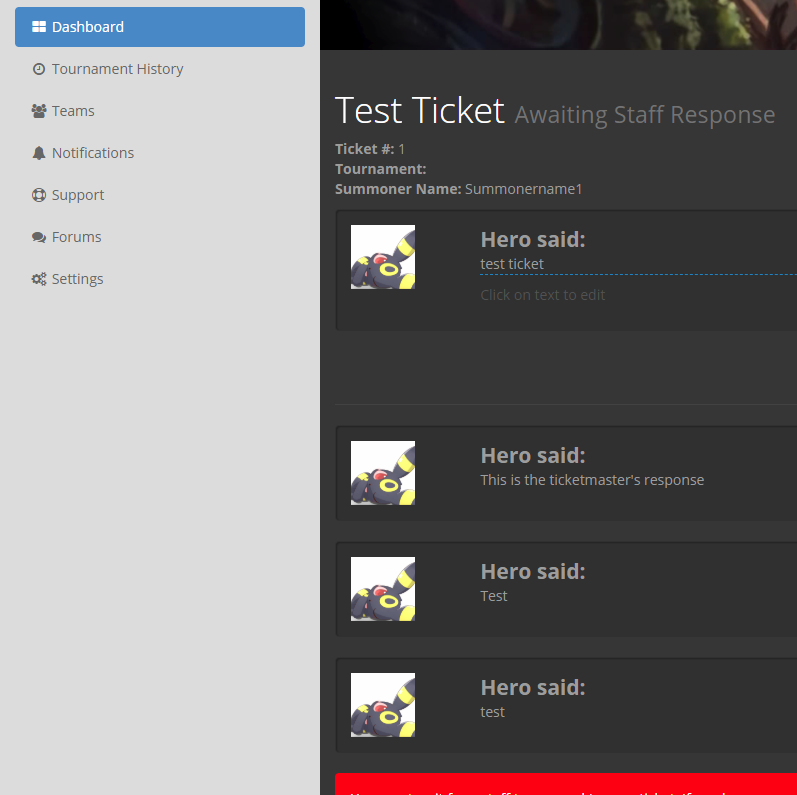 Dashboard
Tournament History
Teams
Notifications
Support
Forums
Settings
Test Ticket Awaiting Staff Response
Ticket #: 1
Tournament:
Summoner Name: Summonername1
Hero said:
test ticket
Click on text to edit
Hero said:
This is the ticketmaster's response
Hero said:
Test
Hero said:
test